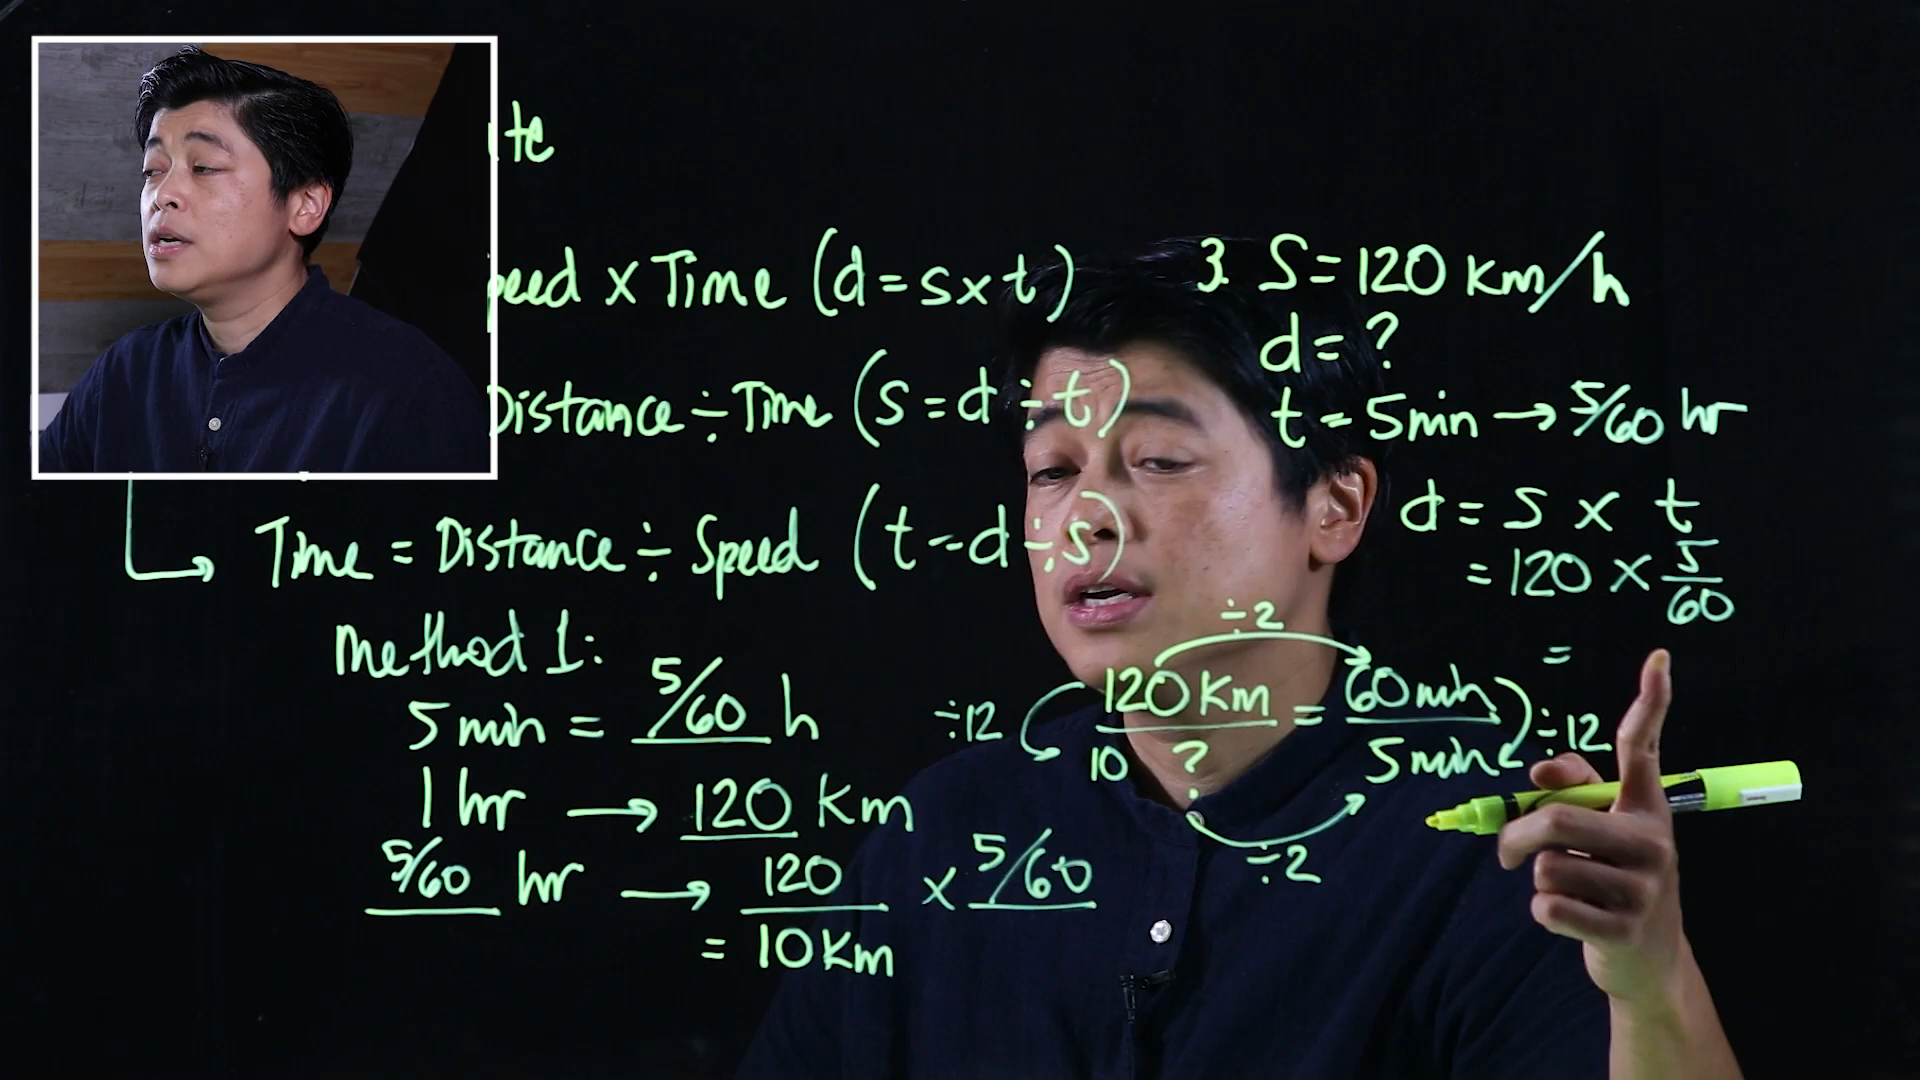 te
peed x Time (d = s x t)
Distance ÷ Time (s = d ÷ t)
Time = Distance ÷ Speed (t = d ÷ s)
Method 1:
5 min = 5/60 h
1 hr → 120 Km
5/60 hr → 120 x 5/60
= 10 Km
3. S = 120 Km/h
d = ?
t = 5 min → 5/60 hr
d = s x t
= 120 x 5/60
=
÷2
÷12 120 Km = 60 min ÷12
10 ? 5 min
÷2